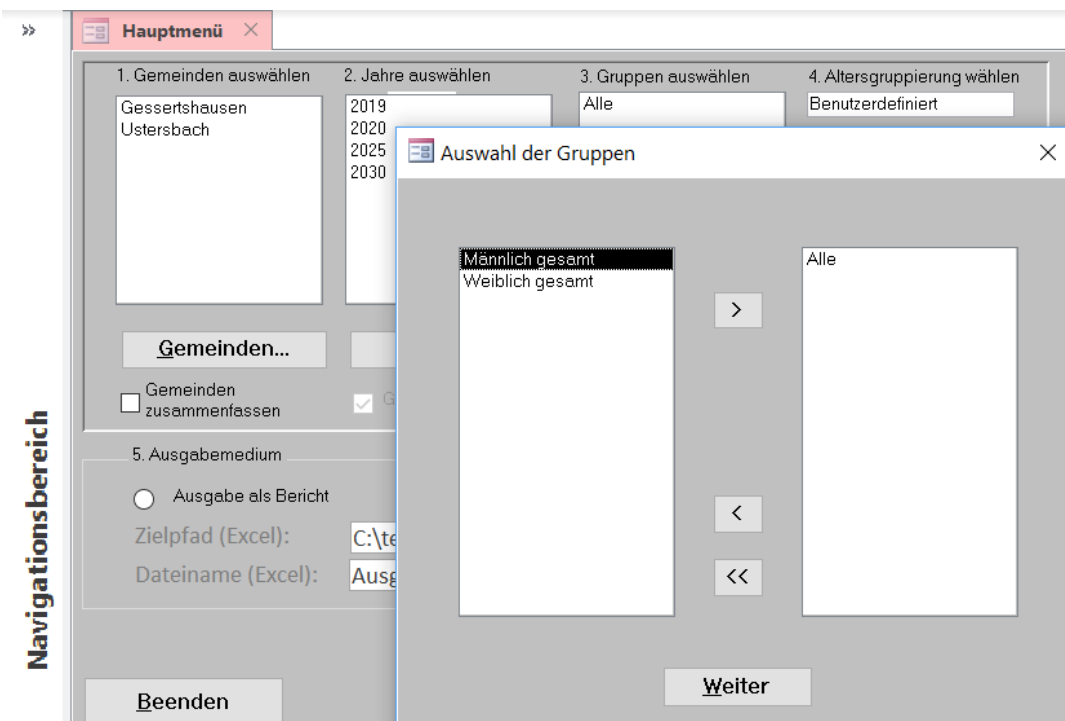 »
Hauptmenü
1. Gemeinden auswählen
2. Jahre auswählen
3. Gruppen auswählen
4. Altersgruppierung wählen
Gessertshausen
Ustersbach
2019
2020
2025
2030
Alle
Benutzerdefiniert
Auswahl der Gruppen
Männlich gesamt
Weiblich gesamt
Alle
>
<
<<
Weiter
Gemeinden...
Gemeinden
zusammenfassen
G
5. Ausgabemedium
Ausgabe als Bericht
Zielpfad (Excel):
C:\te
Dateiname (Excel):
Ausg
Beenden
Navigationsbereich